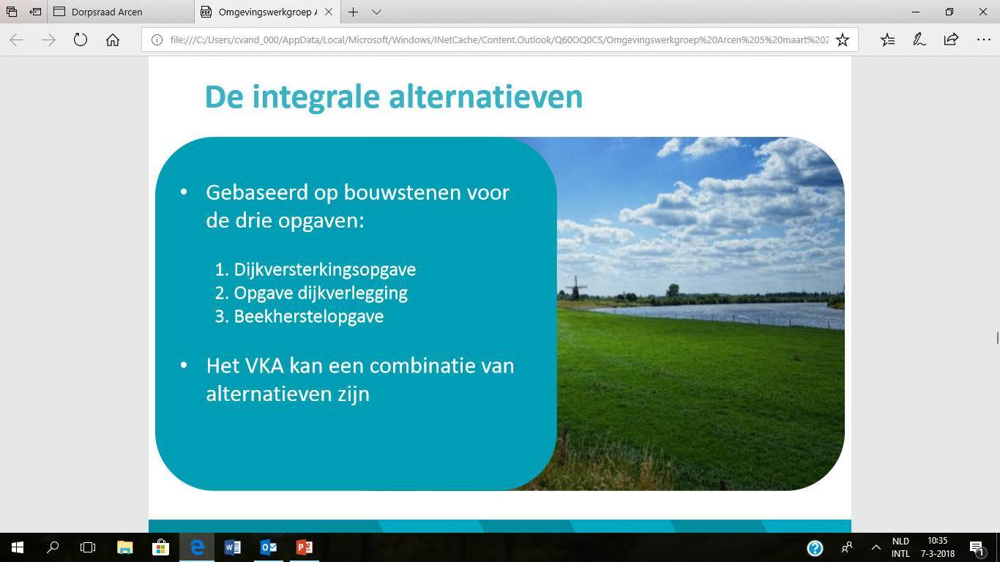 Dorpsraad Arcen
Omgevingswerkgroep A
file:///C:/Users/cvand_000/AppData/Local/Microsoft/Windows/INetCache/Content.Outlook/Q60OQ0CS/Omgevingswerkgroep%20Arcen%205%20maart%202
De integrale alternatieven
• Gebaseerd op bouwstenen voor
de drie opgaven:
1. Dijkversterkingsopgave
2. Opgave dijkverlegging
3. Beekherstelopgave
• Het VKA kan een combinatie van
alternatieven zijn
NLD
INTL
10:35
7-3-2018
1